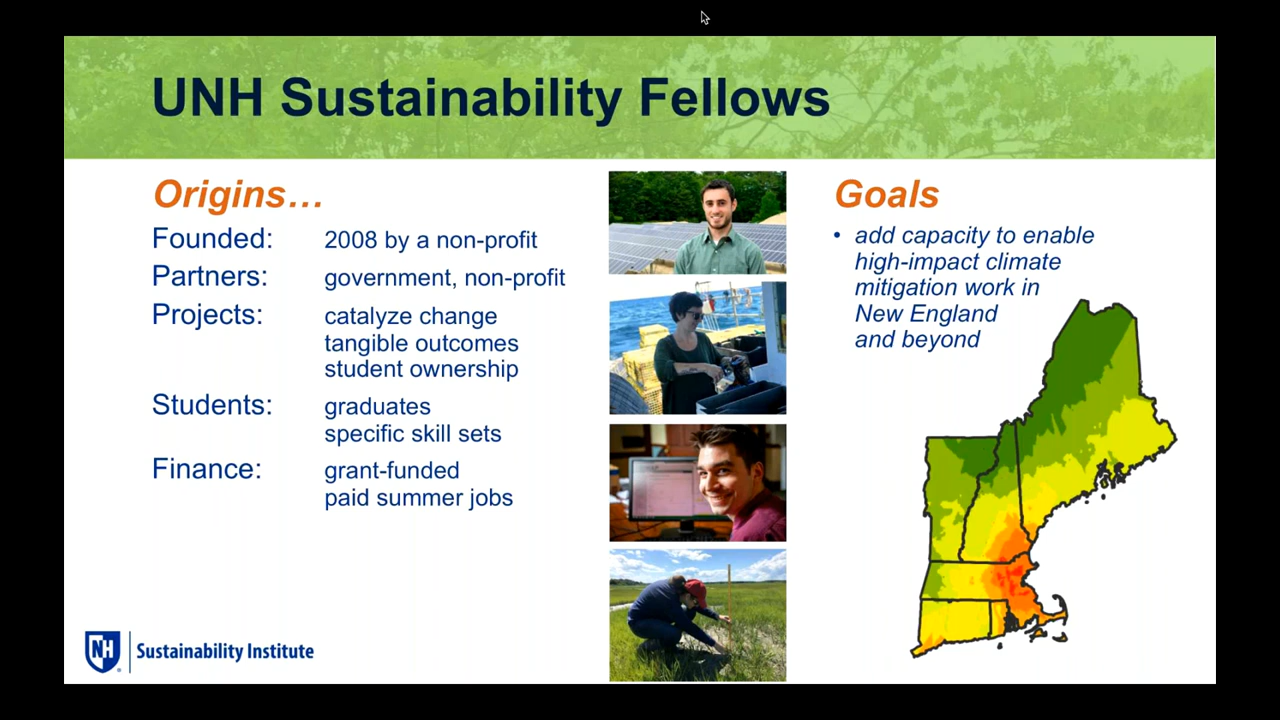 UNH Sustainability Fellows
Origins…
Founded: 2008 by a non-profit
Partners: government, non-profit
Projects: catalyze change
tangible outcomes
student ownership
Students: graduates
specific skill sets
Finance: grant-funded
paid summer jobs
Goals
• add capacity to enable
high-impact climate
mitigation work in
New England
and beyond
NH
Sustainability Institute